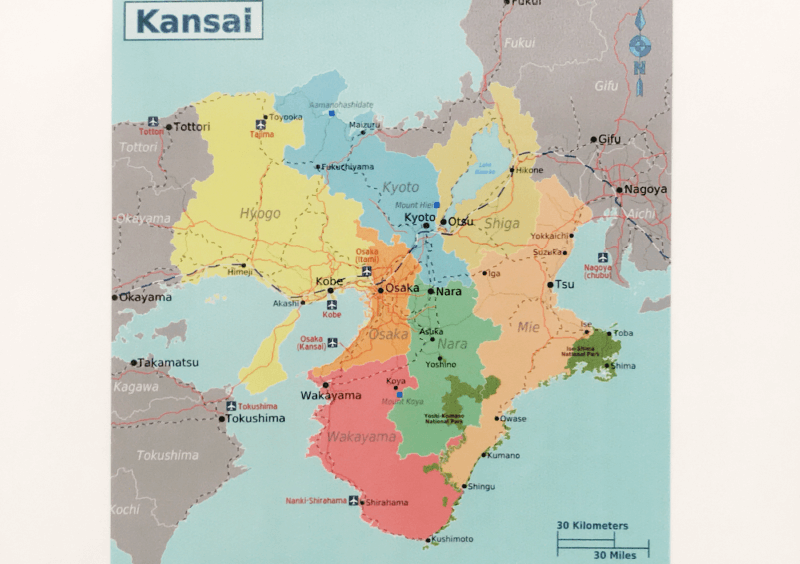 Kansai
Fukui
Fukui
Gifu
N
Amanohashidate
Toyooka
Tajima
Tottori
Tottori
Tottori
Maizuru
Gifu
Fukuchiyama
Lake
Hikone
Kyoto
Nagoya
Mount Hiei
Aichi
Okayama
Hyogo
Kyoto
Otsu
Shiga
Yokkaichi
Suzuka
Osaka
(Itami)
Nagoya
(chubu)
Himeji
Iga
Kobe
Osaka
Nara
Tsu
Okayama
Akashi
Kobe
Osaka
(Kansai)
Osaka
Asuka
Nara
Mie
Ise
Toba
Ise-Shima
National Park
Takamatsu
Yoshino
Shima
Kagawa
Koya
Wakayama
Mount Koya
Tokushima
Tokushima
Owase
Yoshi-Kumano
National Park
Wakayama
Tokushima
Kumano
Shingu
Nanki-Shirahama
Shirahama
Kochi
Kushimoto
30 Kilometers
30 Miles